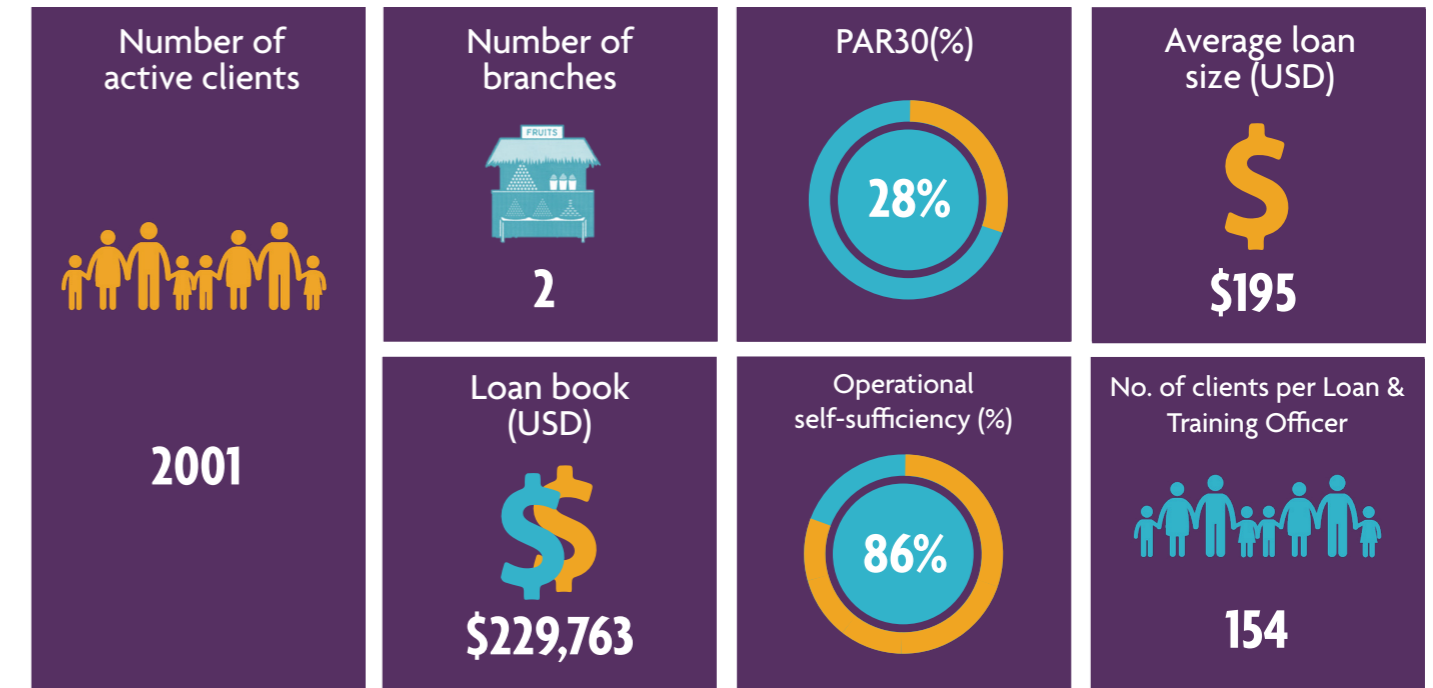 Number of
active clients
2001
Number of
branches
FRUITS
2
PAR30(%)
28%
Average loan
size (USD)
$195
Loan book
(USD)
$229,763
Operational
self-sufficiency (%)
86%
No. of clients per Loan &
Training Officer
154